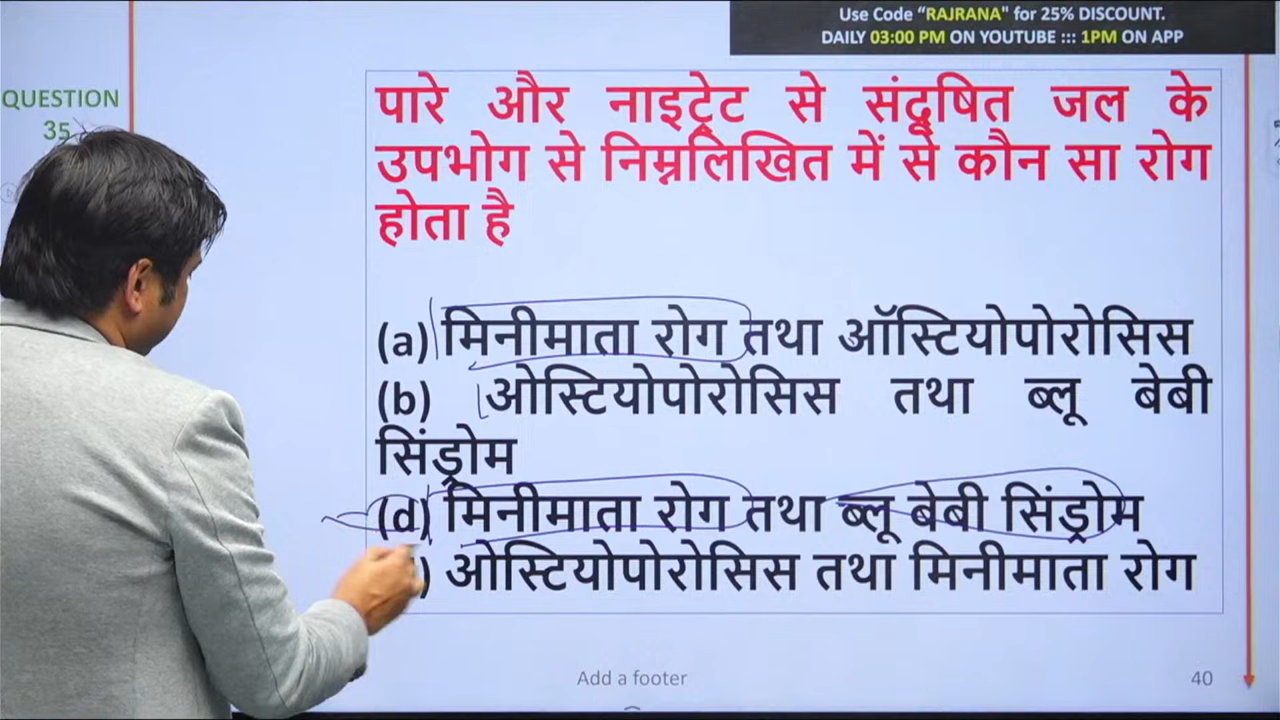 Use Code “RAJRANA" for 25% DISCOUNT.
DAILY 03:00 PM ON YOUTUBE ::: 1PM ON APP
QUESTION
35
पारे और नाइट्रेट से संदूषित जल के
उपभोग से निम्नलिखित में से कौन सा रोग
होता है
(a) मिनीमाता रोग तथा ऑस्टियोपोरोसिस
(b) ओस्टियोपोरोसिस तथा ब्लू बेबी
सिंड्रोम
(d) मिनीमाता रोग तथा ब्लू बेबी सिंड्रोम
) ओस्टियोपोरोसिस तथा मिनीमाता रोग
Add a footer
40